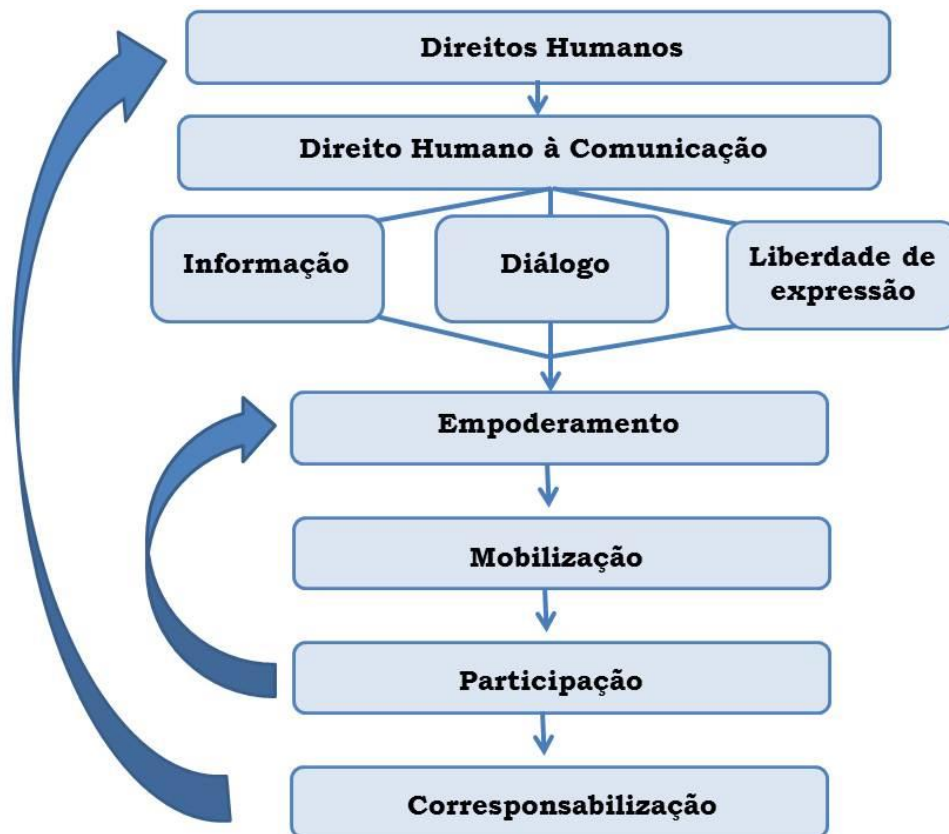 Direitos Humanos
Direito Humano à Comunicação
Informação
Diálogo
Liberdade de
expressão
Empoderamento
Mobilização
Participação
Corresponsabilização